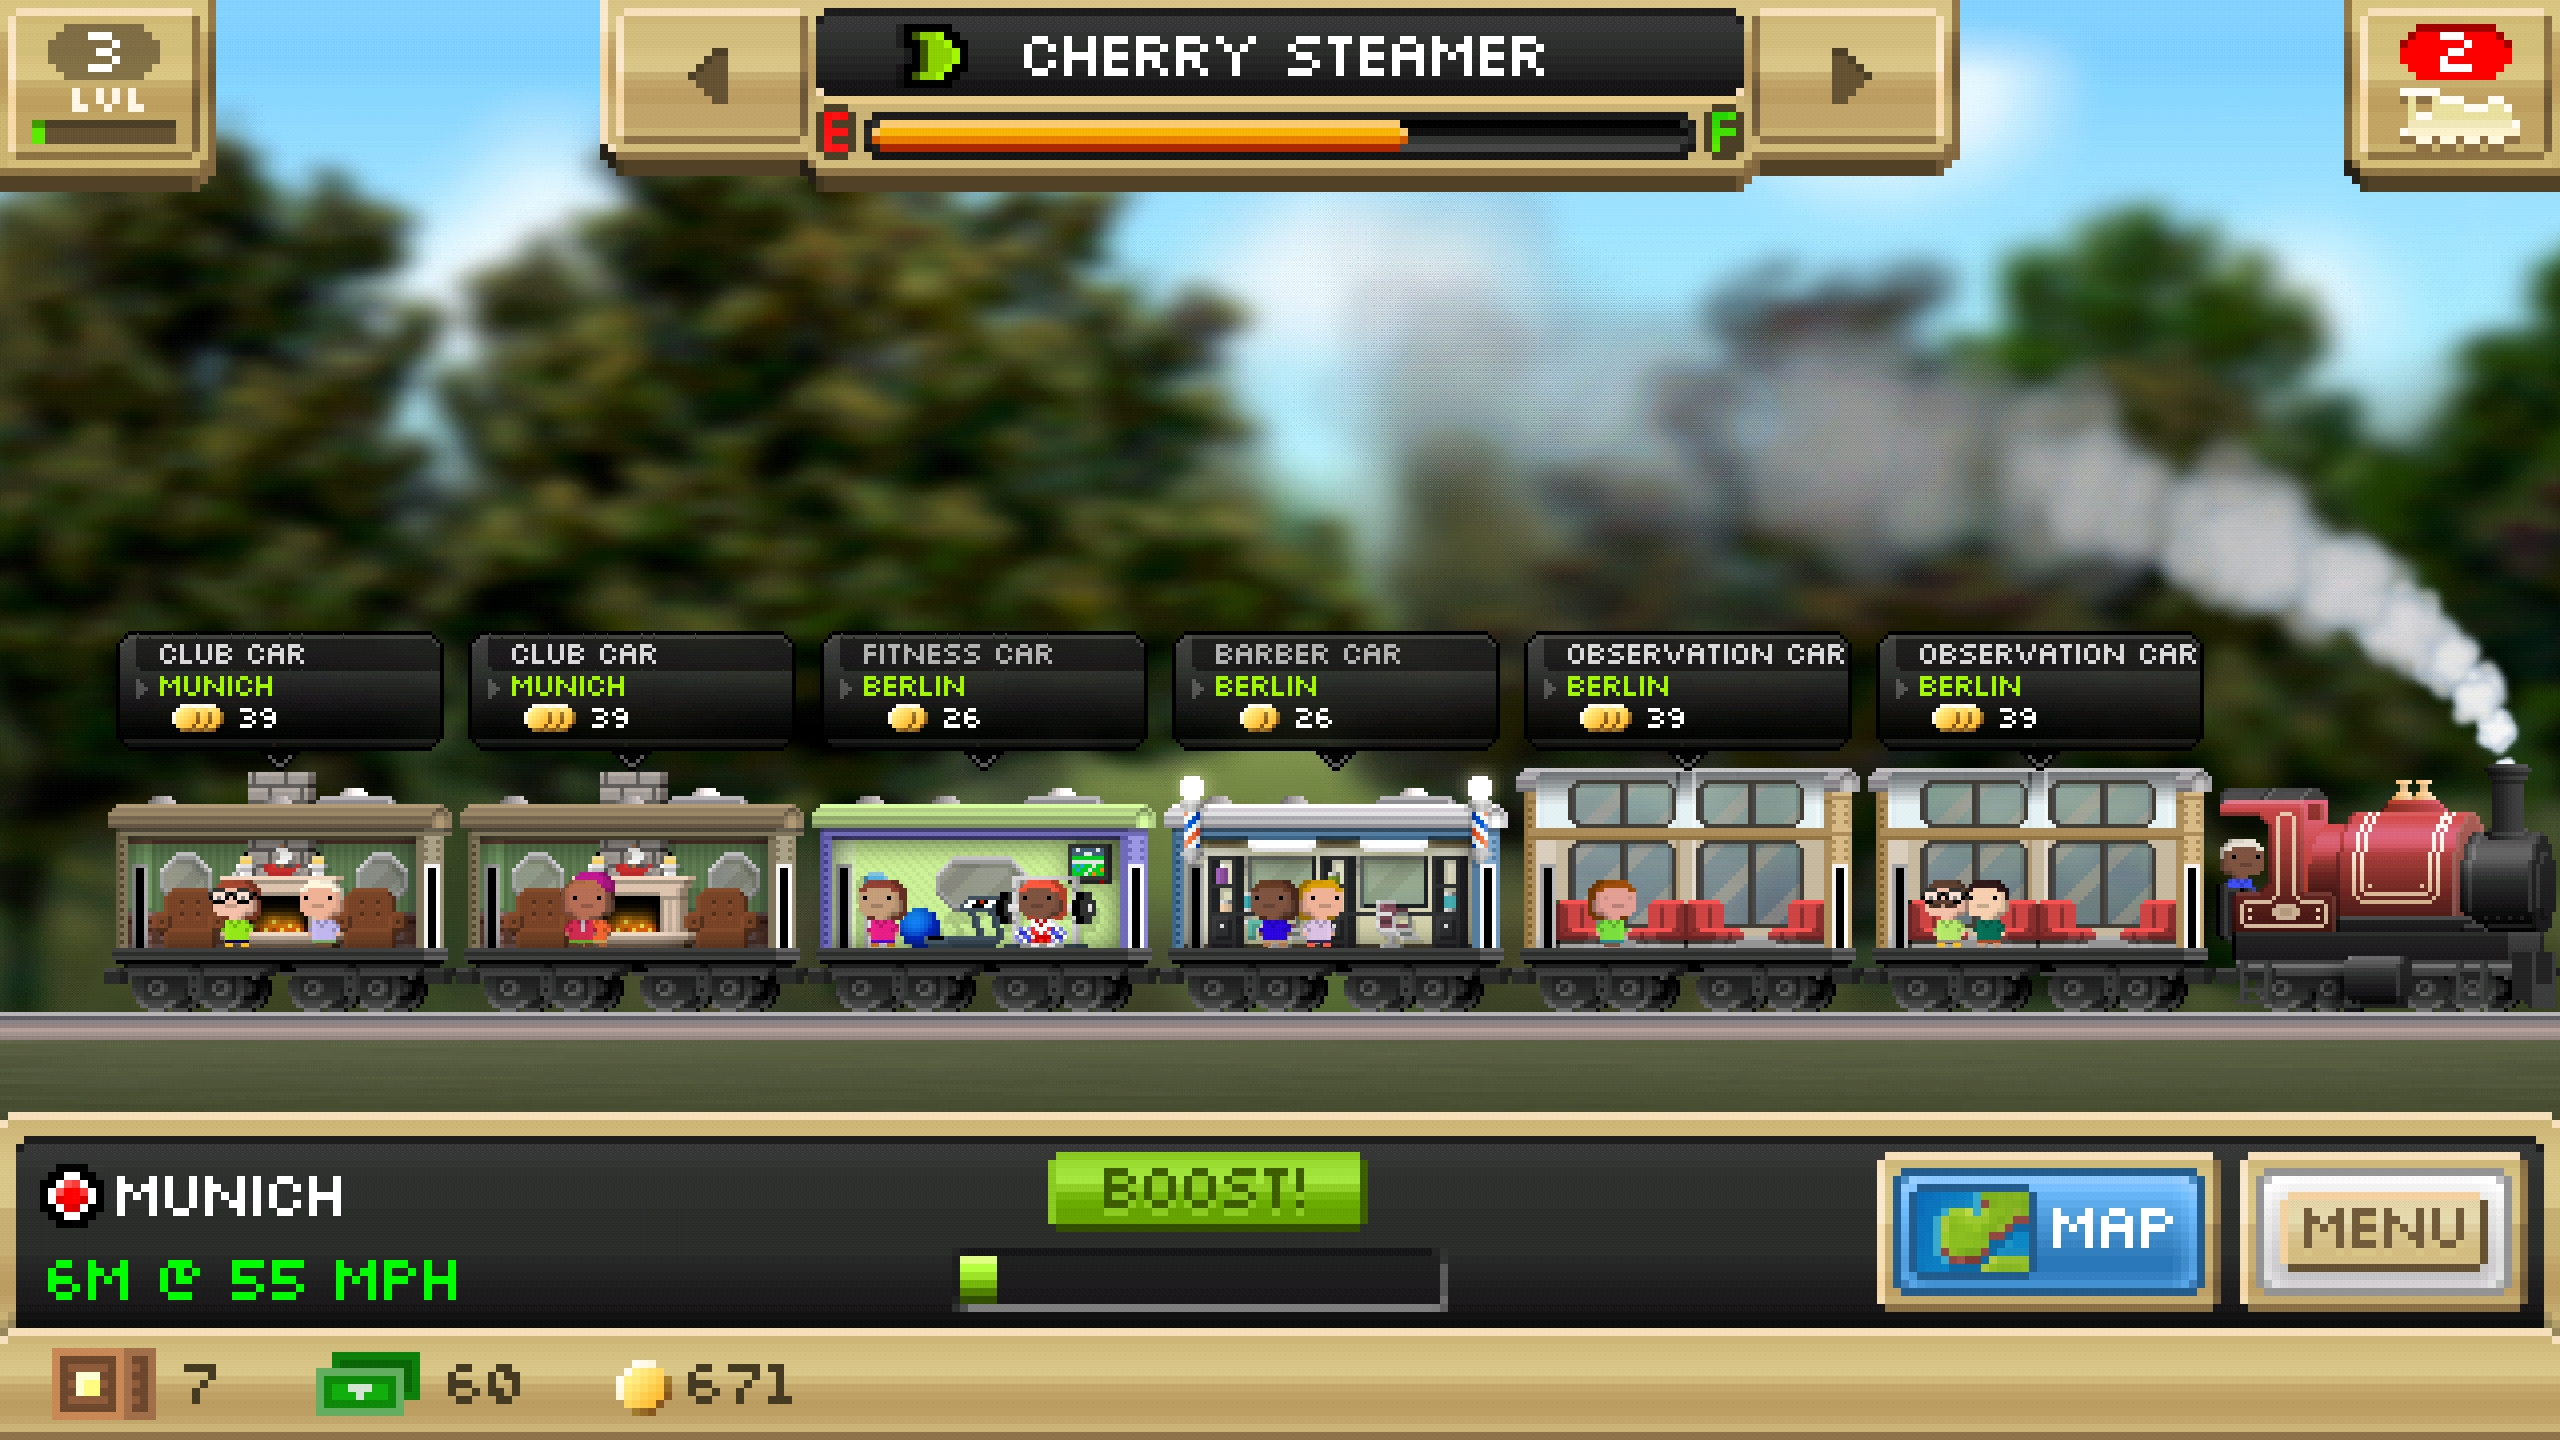 3
LVL
CHERRY STEAMER
E
F
2
CLUB CAR
MUNICH
39
CLUB CAR
MUNICH
39
FITNESS CAR
BERLIN
26
BARBER CAR
BERLIN
26
OBSERVATION CAR
BERLIN
39
OBSERVATION CAR
BERLIN
39
MUNICH
6M @ 55 MPH
BOOST!
MAP
MENU
7
60
671